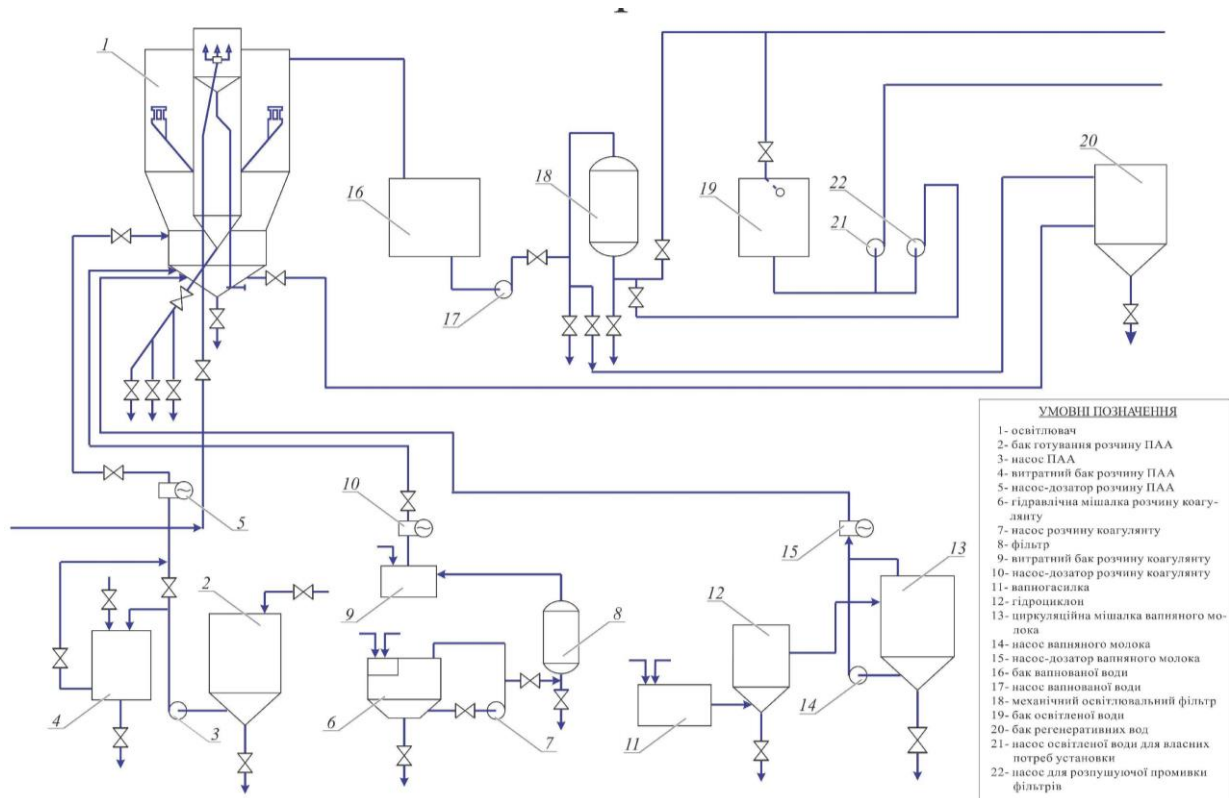 1
16
18
19
22
21
20
17
5
10
15
13
2
9
8
12
4
3
6
7
11
14
УМОВНІ ПОЗНАЧЕННЯ
1- освітлювач
2- бак готування розчину ПАА
3- насос ПАА
4- витратний бак розчину ПАА
5- насос-дозатор розчину ПАА
6- гідравлічна мішалка розчину коагу-
лянту
7- насос розчину коагулянту
8- фільтр
9- витратний бак розчину коагулянту
10- насос-дозатор розчину коагулянту
11- вапногасилка
12- гідроциклон
13- циркуляційна мішалка вапняного мо-
лока
14- насос вапняного молока
15- насос-дозатор вапняного молока
16- бак вапнованої води
17- насос вапнованої води
18- механічний освітлювальний фільтр
19- бак освітленої води
20- бак регенеративних вод
21- насос освітленої води для власних
потреб установки
22- насос для розпушуючої промивки
фільтрів